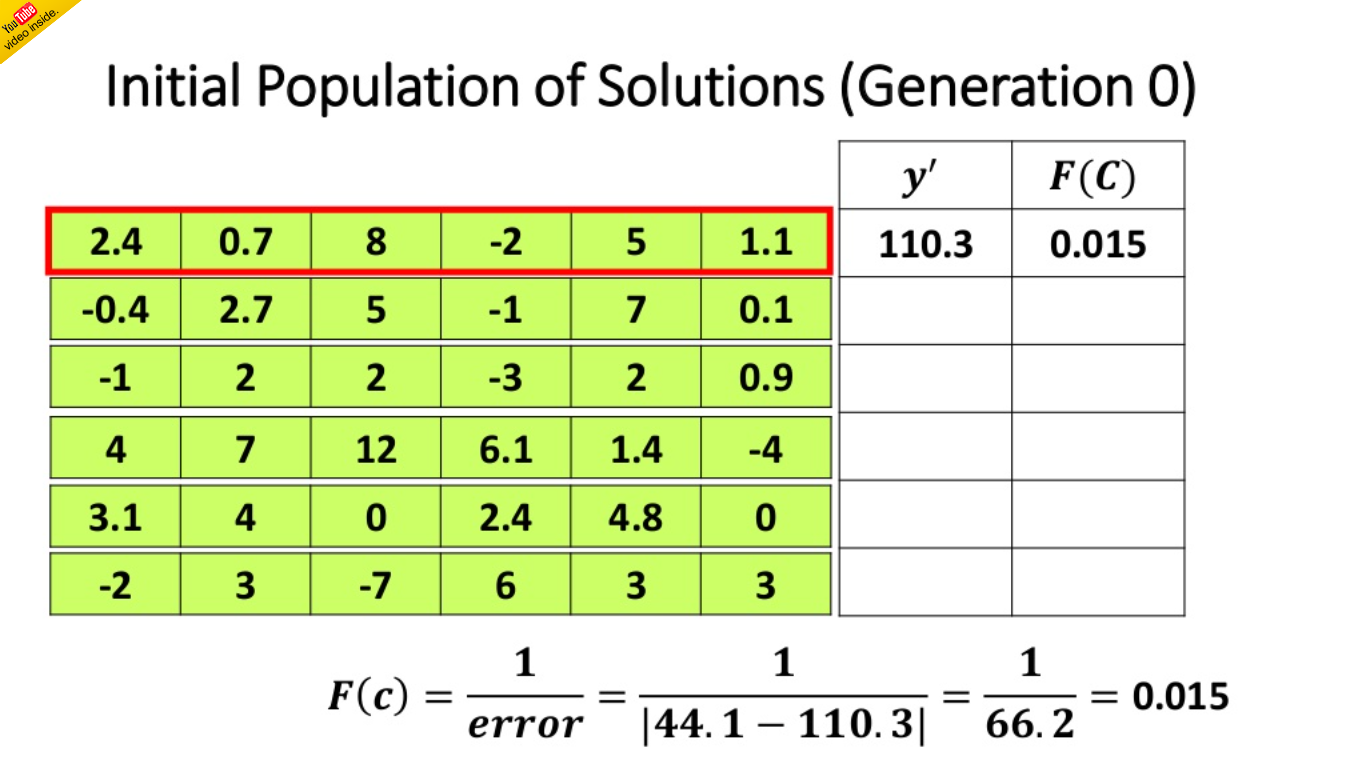 YouTube
video inside.
Initial Population of Solutions (Generation 0)
y′ F(C)
2.4 0.7 8 -2 5 1.1 110.3 0.015
-0.4 2.7 5 -1 7 0.1
-1 2 2 -3 2 0.9
4 7 12 6.1 1.4 -4
3.1 4 0 2.4 4.8 0
-2 3 -7 6 3 3
F(c) = 1/error = 1/|44.1 − 110.3| = 1/66.2 = 0.015